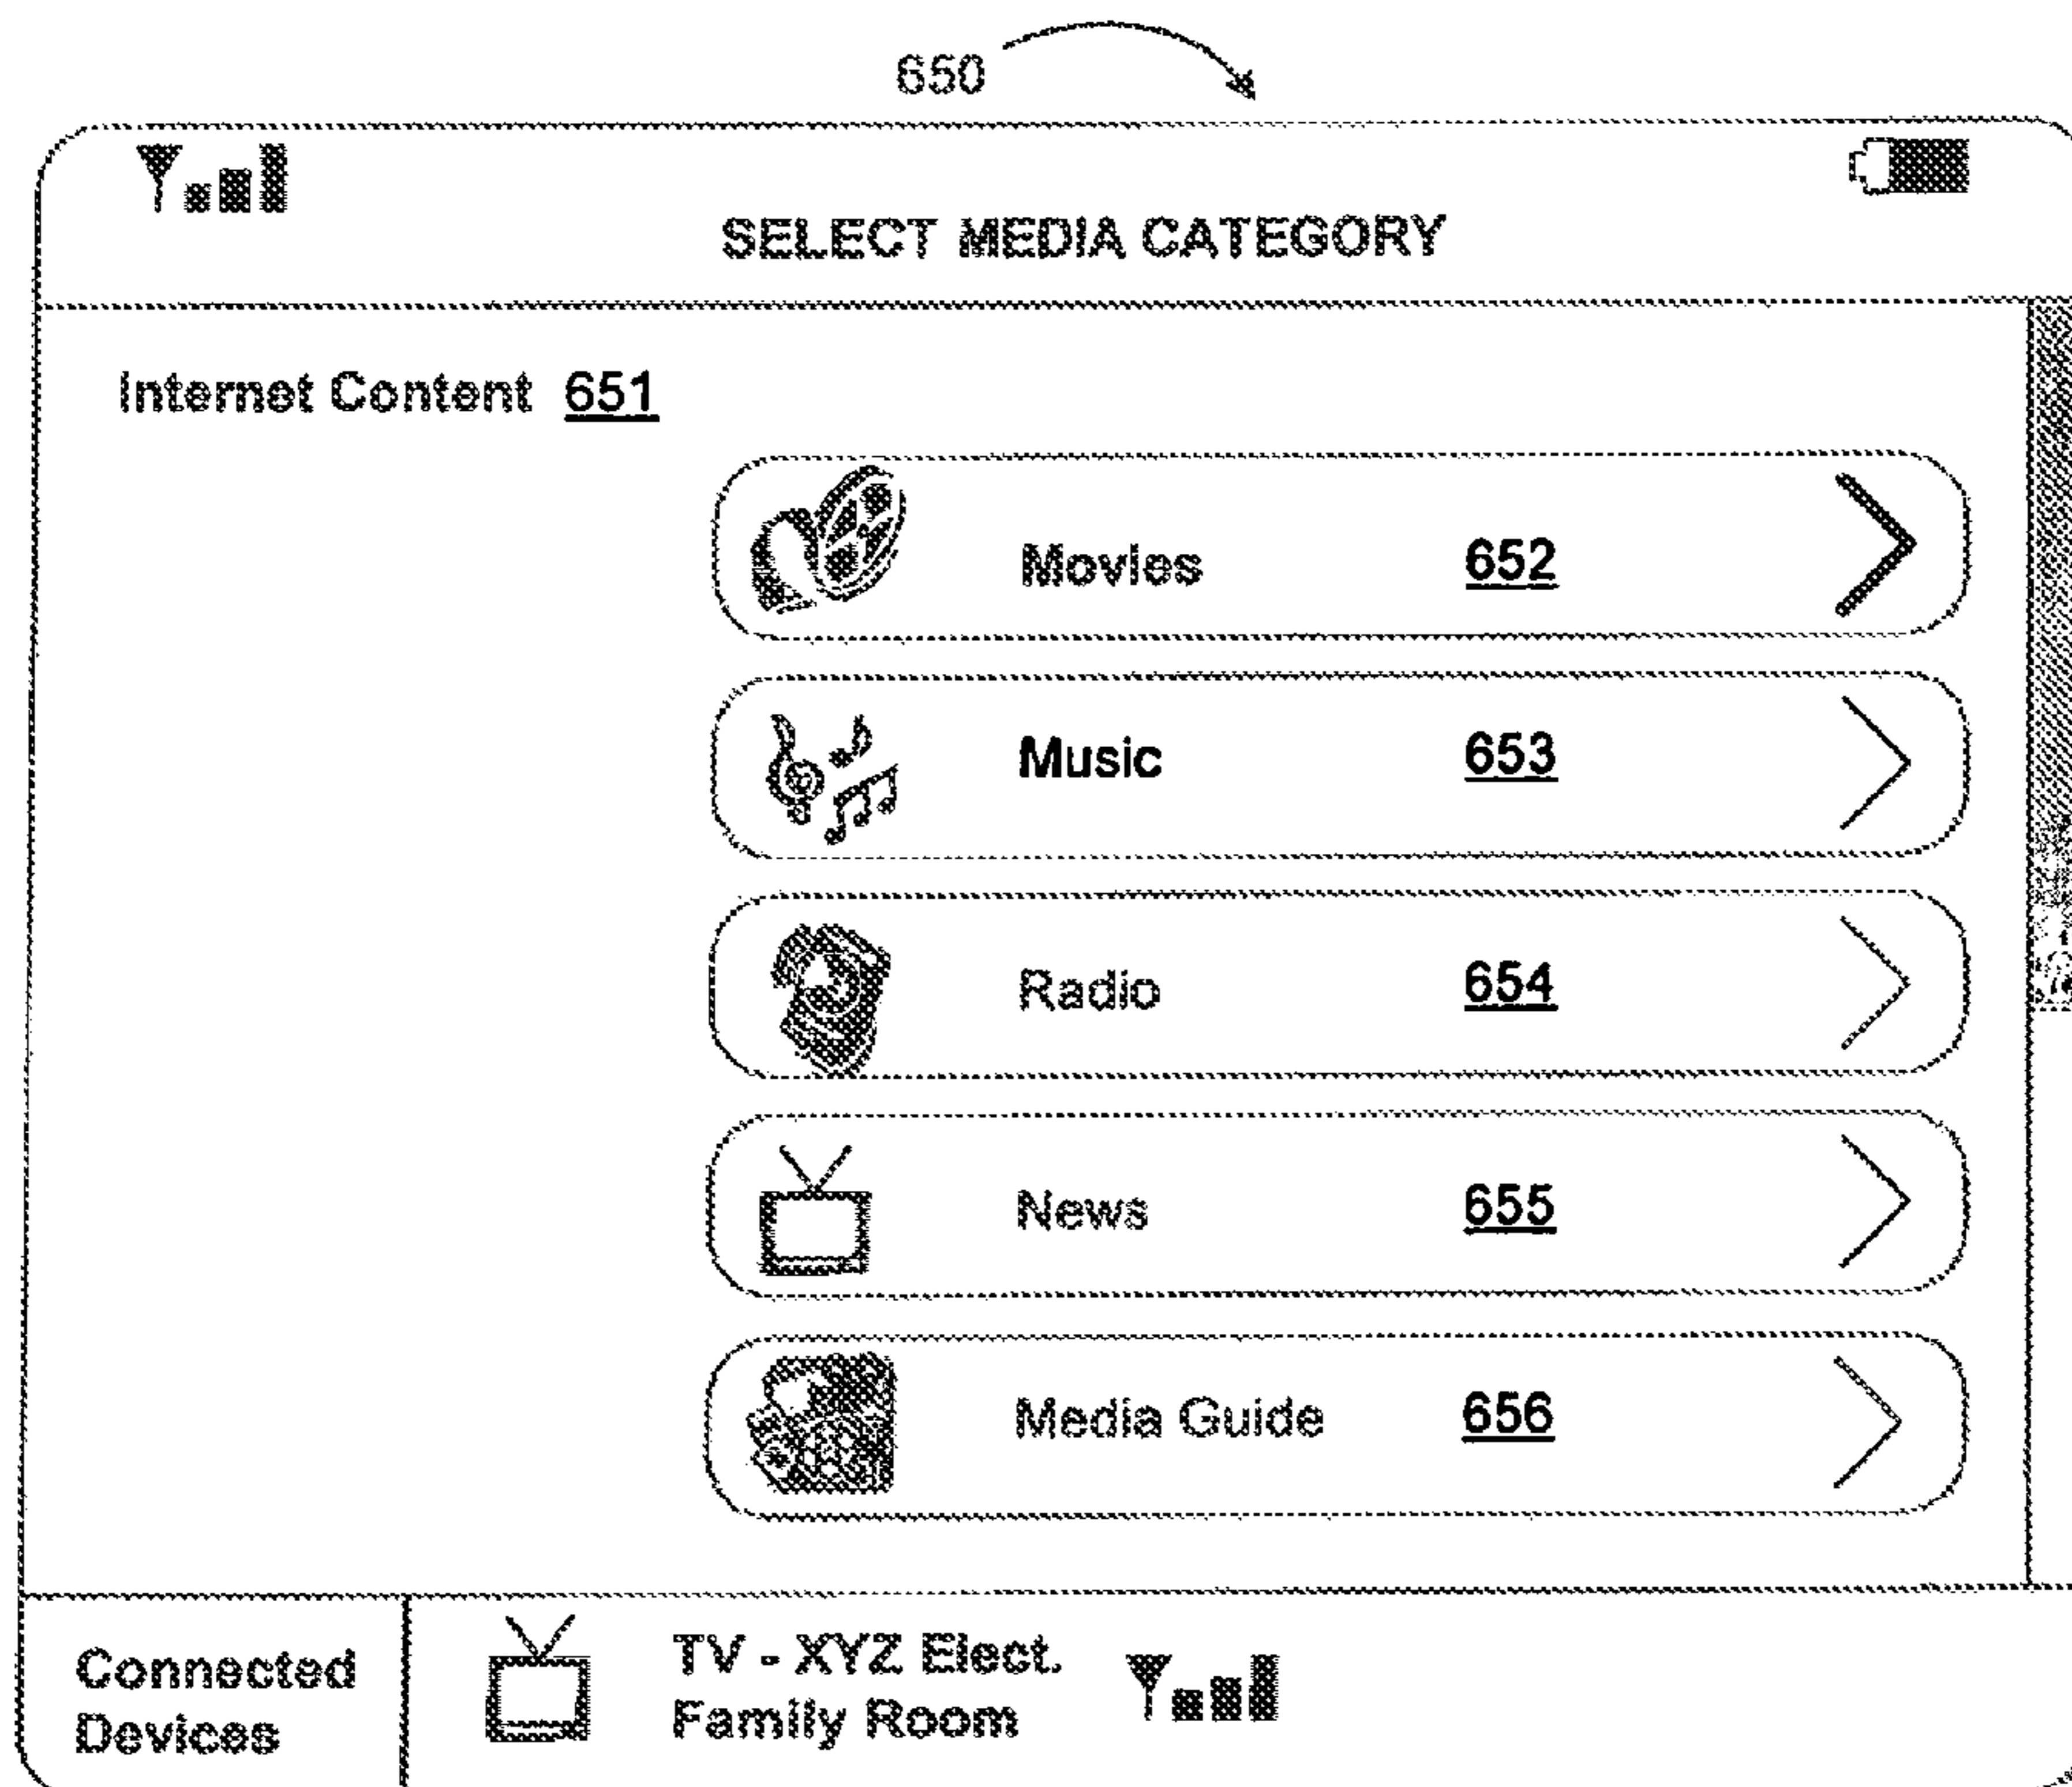 650
SELECT MEDIA CATEGORY
Internet Content 651
Movies 652
Music 653
Radio 654
News 655
Media Guide 656
Connected
Devices
TV - XYZ Elect.
Family Room